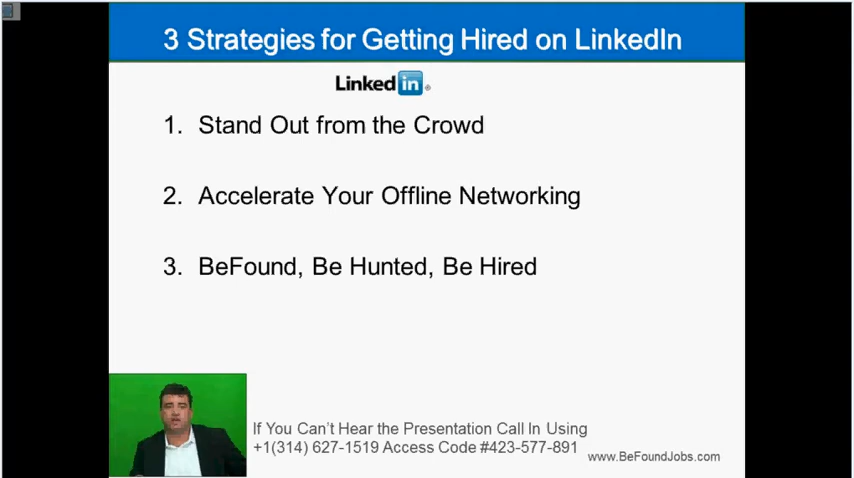 3 Strategies for Getting Hired on LinkedIn
Linked in®
1. Stand Out from the Crowd
2. Accelerate Your Offline Networking
3. BeFound, Be Hunted, Be Hired
If You Can't Hear the Presentation Call In Using
+1(314) 627-1519 Access Code #423-577-891
www.BeFoundJobs.com